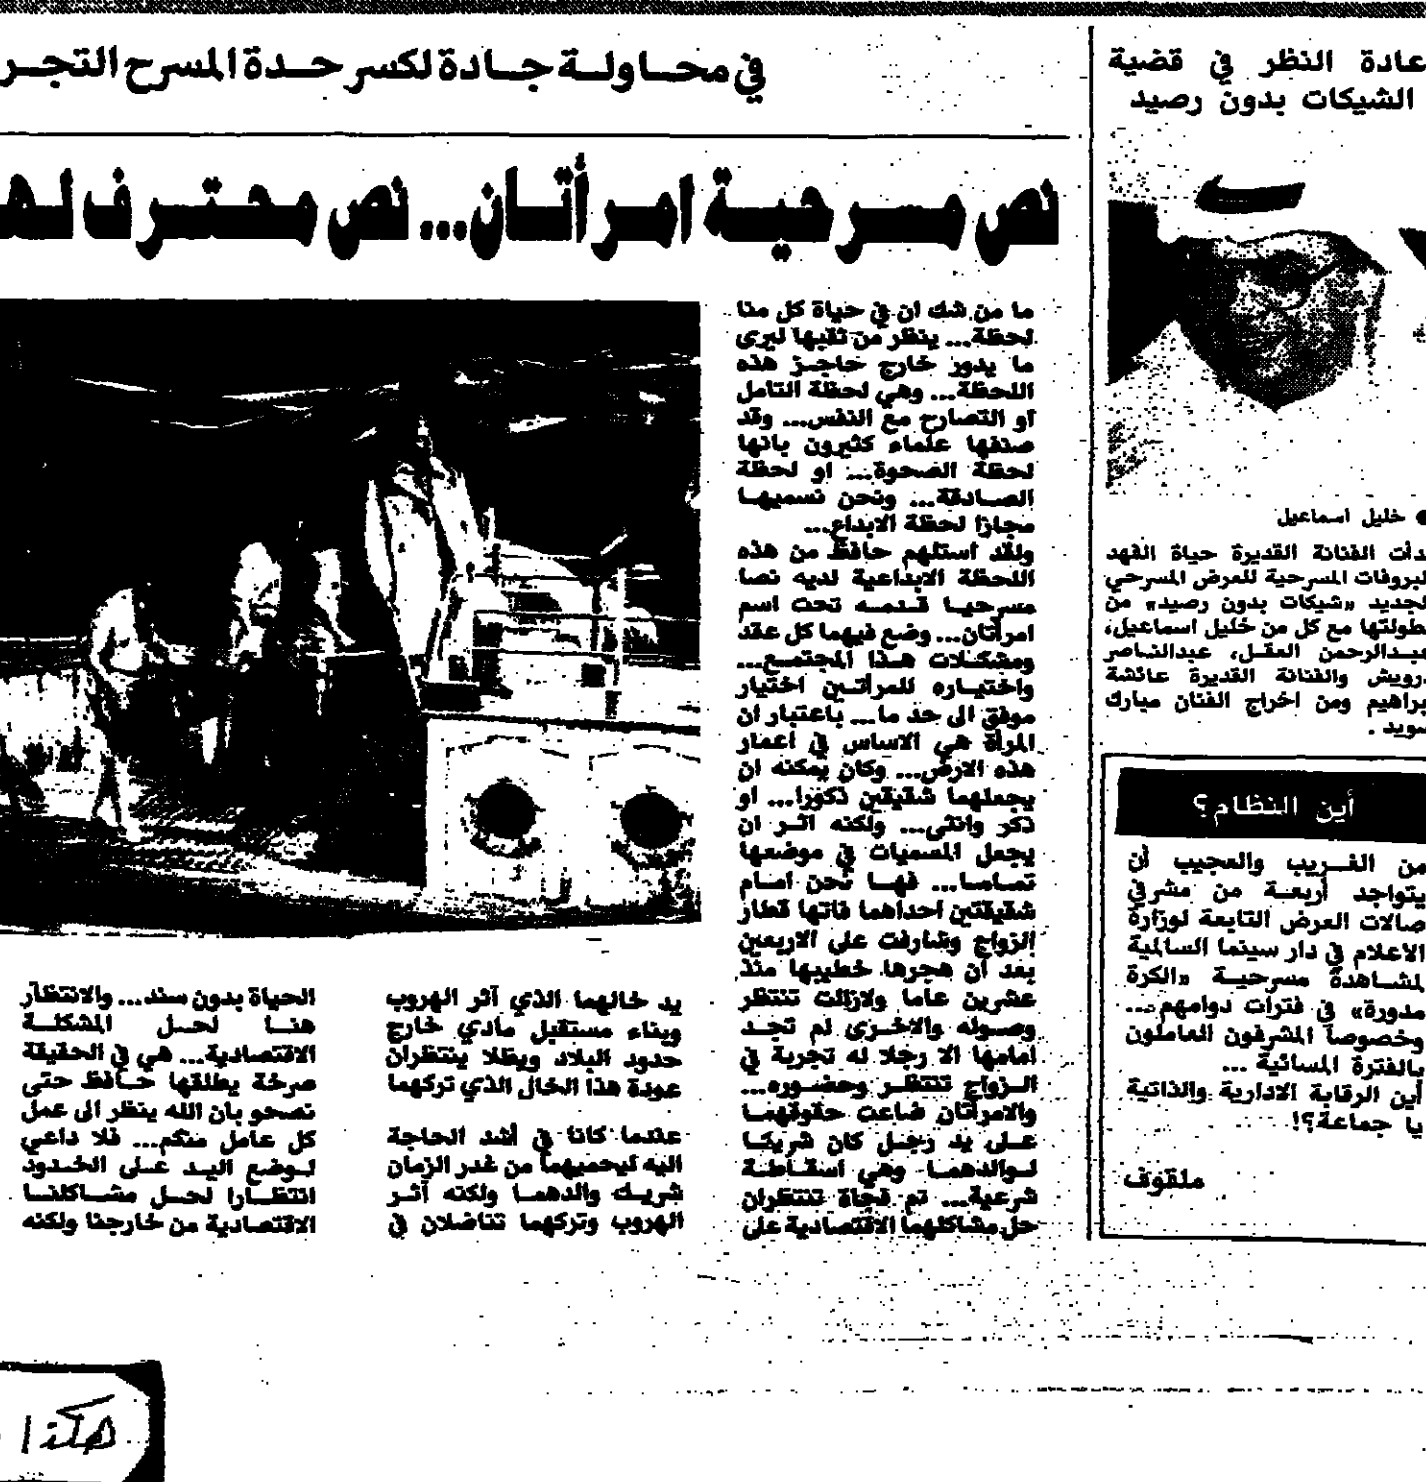 عادة النظر في قضية
الشيكات بدون رصيد
● خليل اسماعيل
دأت الفنانة القديرة حياة الفهد
لبروفات المسرحية للعرض المسرحي
لجديد «شيكات بدون رصيد» من
طولتها مع كل من خليل اسماعيل،
عبدالرحمن العقل، عبدالناصر
درويش والفنانة القديرة عائشة
براهيم ومن اخراج الفنان مبارك
سويد .
أين النظام؟
من الغريب والعجيب أن
يتواجد أربعة من مشرفي
صالات العرض التابعة لوزارة
الاعلام في دار سينما السالمية
لمشاهدة مسرحية «الكرة
مدورة» في فترات دوامهم ...
وخصوصا المشرفون العاملون
بالفترة المسائية ...
أين الرقابة الادارية والذاتية
يا جماعة؟!
ملقوف
في محاولة جادة لكسر حدة المسرح التجر
نص مسرحية امرأتان... نص محترف لها
ما من شك ان في حياة كل منا
لحظة... ينظر من ثقبها ليرى
ما يدور خارج حاجز هذه
اللحظة... وهي لحظة التأمل
او التصارح مع النفس... وقد
صنفها علماء كثيرون بانها
لحظة الصحوة... او لحظة
الصادقة... ونحن نسميها
مجازا لحظة الابداع...
ولقد استلهم حافظ من هذه
اللحظة الابداعية لديه نصا
مسرحيا قدمه تحت اسم
امرأتان... وضع فيهما كل عقد
ومشكلات هذا المجتمع...
واختياره للمرأتين اختيار
موفق الى حد ما... باعتبار ان
المرأة هي الاساس في اعمار
هذه الارض... وكان يمكنه ان
يجعلهما شقيقين ذكورا... او
ذكر وانثى... ولكنه اثر ان
يجعل المسميات في موضعها
تماما... فها نحن امام
شقيقتين احداهما فاتها قطار
الزواج وشارفت على الاربعين
بعد ان هجرها خطيبها منذ
عشرين عاما ولازالت تنتظر
وصوله والاخرى لم تجد
امامها الا رجلا له تجربة في
الزواج تنتظر وحضوره...
والامرأتان ضاعت حقوقهما
على يد رجل كان شريكا
لوالدهما وهي اسقاطة
شرعية... تم فجأة تنتظران
حل مشاكلهما الاقتصادية على
يد خالهما الذي آثر الهروب
وبناء مستقبل مادي خارج
حدود البلاد ويظلا ينتظران
عودة هذا الخال الذي تركهما
عندما كانا في أشد الحاجة
اليه ليحميهما من غدر الزمان
شريك والدهما ولكنه آثر
الهروب وتركهما تناضلان في
الحياة بدون سند... والانتظار
هنا لحل المشكلة
الاقتصادية... هي في الحقيقة
صرخة يطلقها حافظ حتى
نصحو بان الله ينظر الى عمل
كل عامل منكم... فلا داعي
لوضع اليد على الخدود
انتظارا لحل مشاكلنا
الاقتصادية من خارجنا ولكنه
هكذا